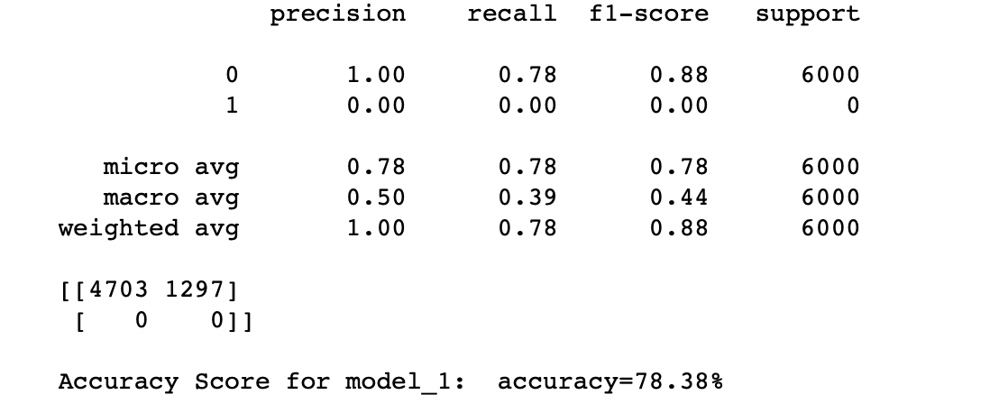 precision recall f1-score support
0 1.00 0.78 0.88 6000
1 0.00 0.00 0.00 0
micro avg 0.78 0.78 0.78 6000
macro avg 0.50 0.39 0.44 6000
weighted avg 1.00 0.78 0.88 6000
[[4703 1297]
[ 0 0]]
Accuracy Score for model_1: accuracy=78.38%